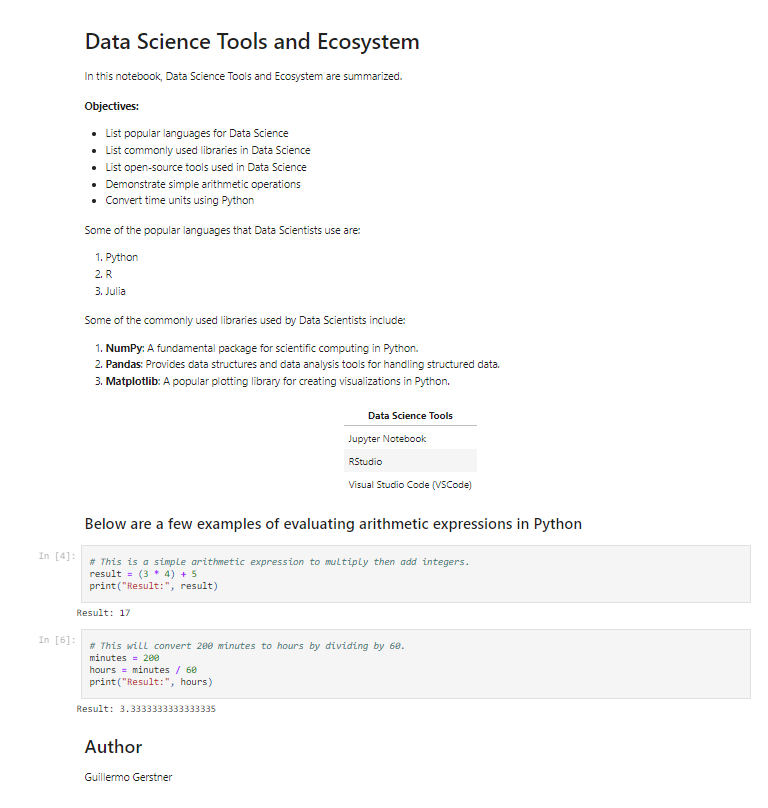 Data Science Tools and Ecosystem
In this notebook, Data Science Tools and Ecosystem are summarized.
Objectives:
• List popular languages for Data Science
• List commonly used libraries in Data Science
• List open-source tools used in Data Science
• Demonstrate simple arithmetic operations
• Convert time units using Python
Some of the popular languages that Data Scientists use are:
1. Python
2. R
3. Julia
Some of the commonly used libraries used by Data Scientists include:
1. NumPy: A fundamental package for scientific computing in Python.
2. Pandas: Provides data structures and data analysis tools for handling structured data.
3. Matplotlib: A popular plotting library for creating visualizations in Python.
Data Science Tools
Jupyter Notebook
RStudio
Visual Studio Code (VSCode)
Below are a few examples of evaluating arithmetic expressions in Python
In [4]:
# This is a simple arithmetic expression to multiply then add integers.
result = (3 * 4) + 5
print("Result:", result)
Result: 17
In [6]:
# This will convert 200 minutes to hours by dividing by 60.
minutes = 200
hours = minutes / 60
print("Result:", hours)
Result: 3.3333333333333335
Author
Guillermo Gerstner